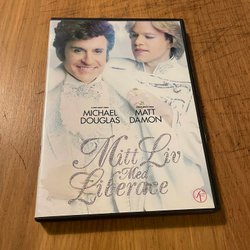 MICHAEL
DOUGLAS
MATT
DAMON
Mitt Liv
Med
Liberace